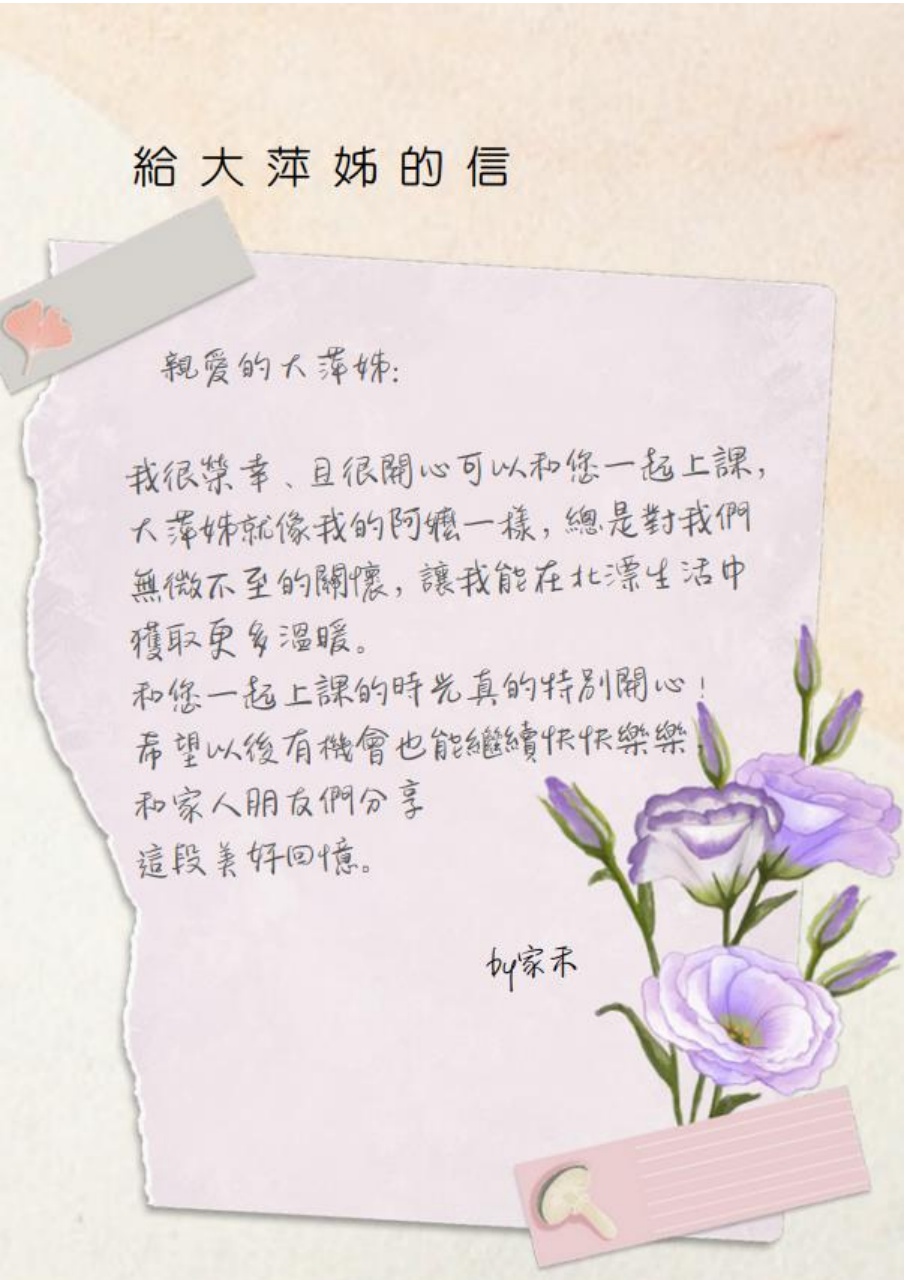 給大萍姊的信
親愛的大萍姊:
我很榮幸、且很開心可以和您一起上課,
大萍姊就像我的阿嬤一樣,總是對我們
無微不至的關懷,讓我能在北漂生活中
獲取更多溫暖。
和您一起上課的時光真的特別開心!
希望以後有機會也能繼續快快樂樂
和家人朋友們分享
這段美好回憶。
by家禾